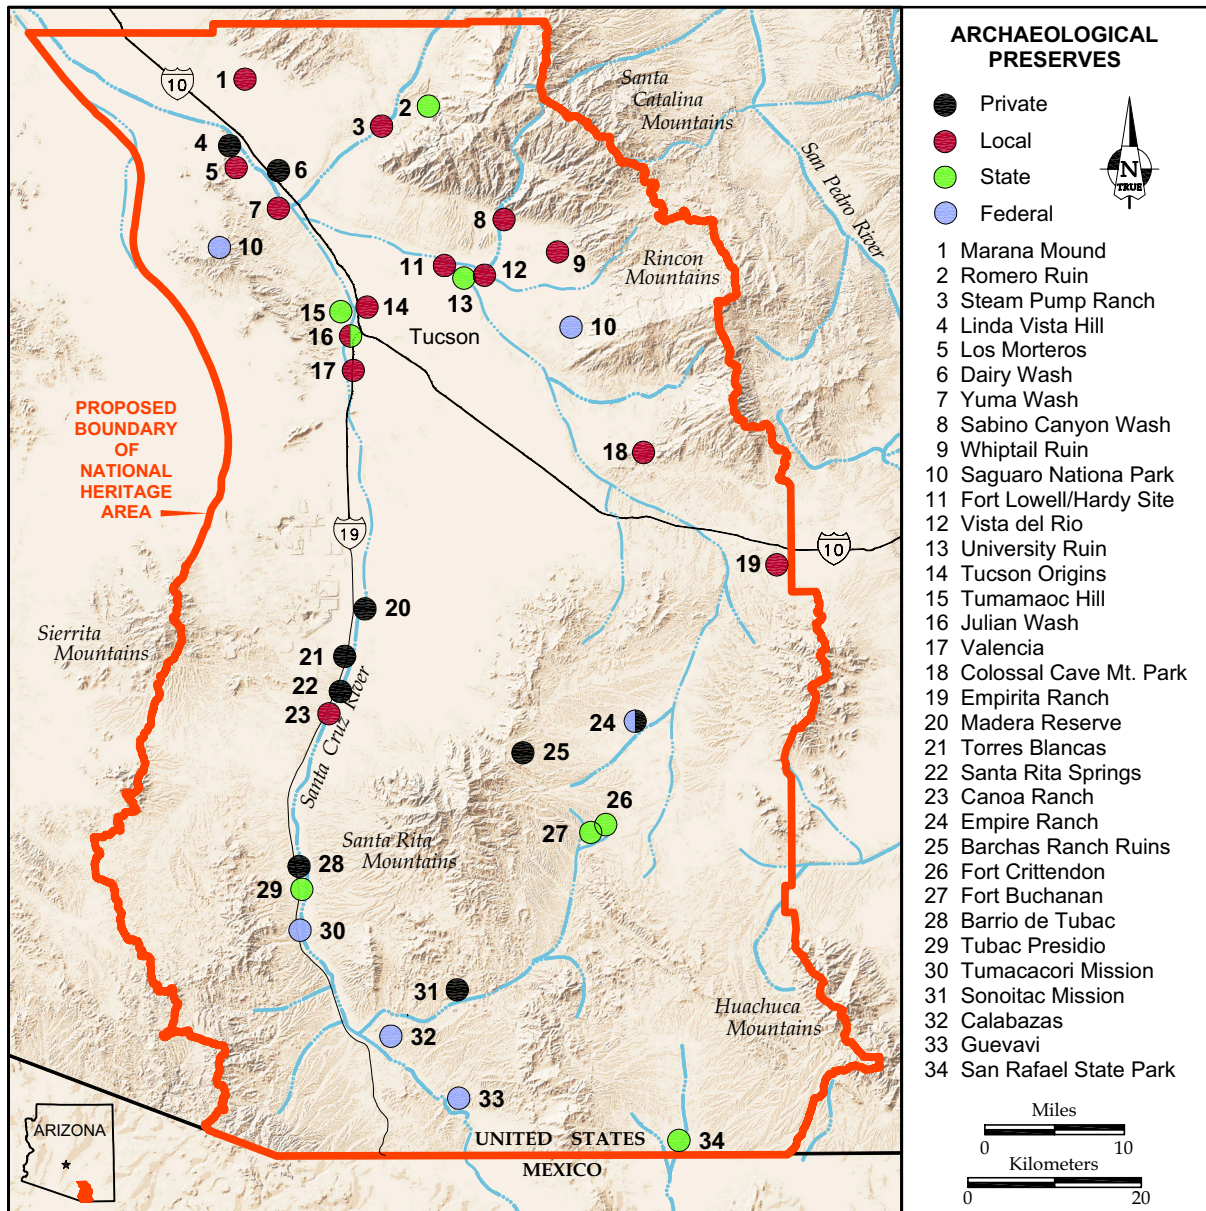 ARCHAEOLOGICAL
PRESERVES
Private
Local
State
Federal
N
TRUE
1 Marana Mound
2 Romero Ruin
3 Steam Pump Ranch
4 Linda Vista Hill
5 Los Morteros
6 Dairy Wash
7 Yuma Wash
8 Sabino Canyon Wash
9 Whiptail Ruin
10 Saguaro Nationa Park
11 Fort Lowell/Hardy Site
12 Vista del Rio
13 University Ruin
14 Tucson Origins
15 Tumamaoc Hill
16 Julian Wash
17 Valencia
18 Colossal Cave Mt. Park
19 Empirita Ranch
20 Madera Reserve
21 Torres Blancas
22 Santa Rita Springs
23 Canoa Ranch
24 Empire Ranch
25 Barchas Ranch Ruins
26 Fort Crittendon
27 Fort Buchanan
28 Barrio de Tubac
29 Tubac Presidio
30 Tumacacori Mission
31 Sonoitac Mission
32 Calabazas
33 Guevavi
34 San Rafael State Park
Miles
0 10
Kilometers
0 20
10
1
2
3
4
5
6
7
8
9
10
11
12
13
14
15
16
17
10
18
19
19
10
20
21
22
23
24
25
26
27
28
29
30
31
32
33
34
Santa
Catalina
Mountains
San Pedro River
Rincon
Mountains
Tucson
PROPOSED
BOUNDARY
OF
NATIONAL
HERITAGE
AREA
Sierrita
Mountains
Santa Cruz River
Santa Rita
Mountains
Huachuca
Mountains
UNITED STATES
MEXICO
ARIZONA